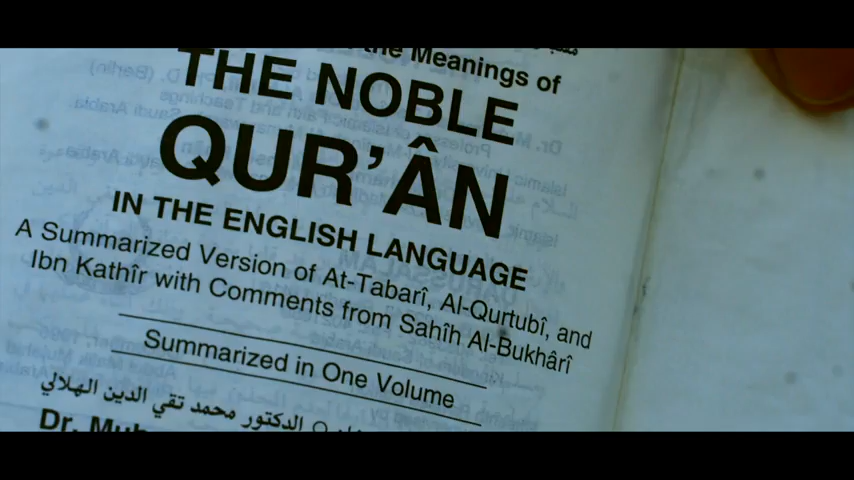 the Meanings of
THE NOBLE
QUR'ÂN
IN THE ENGLISH LANGUAGE
A Summarized Version of At-Tabarî, Al-Qurtubî, and
Ibn Kathîr with Comments from Sahîh Al-Bukhârî
Summarized in One Volume
الدكتور محمد تقي الدين الهلالي
Dr.